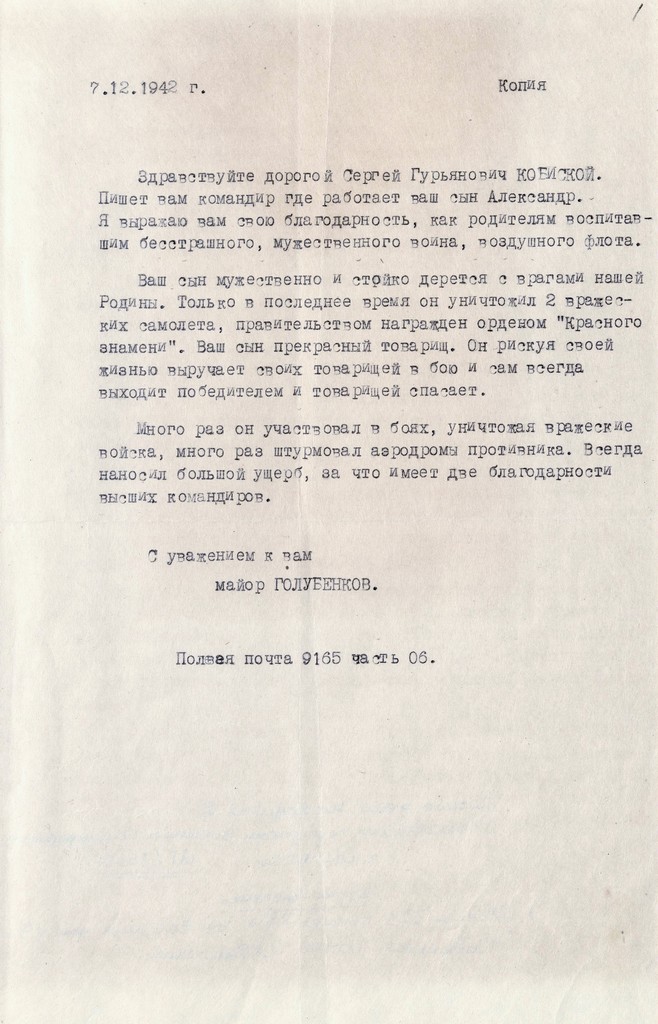 1
7.12.1942 г. Копия
Здравствуйте дорогой Сергей Гурьянович КОБИСКОЙ.
Пишет вам командир где работает ваш сын Александр.
Я выражаю вам свою благодарность, как родителям воспитав-
шим бесстрашного, мужественного воина, воздушного флота.
Ваш сын мужественно и стойко дерется с врагами нашей
Родины. Только в последнее время он уничтожил 2 вражес-
ких самолета, правительством награжден орденом "Красного
знамени". Ваш сын прекрасный товарищ. Он рискуя своей
жизнью выручает своих товарищей в бою и сам всегда
выходит победителем и товарищей спасает.
Много раз он участвовал в боях, уничтожая вражеские
войска, много раз штурмовал аэродромы противника. Всегда
наносил большой ущерб, за что имеет две благодарности
высших командиров.
С уважением к вам
майор ГОЛУБЕНКОВ.
Полвая почта 9165 часть 06.